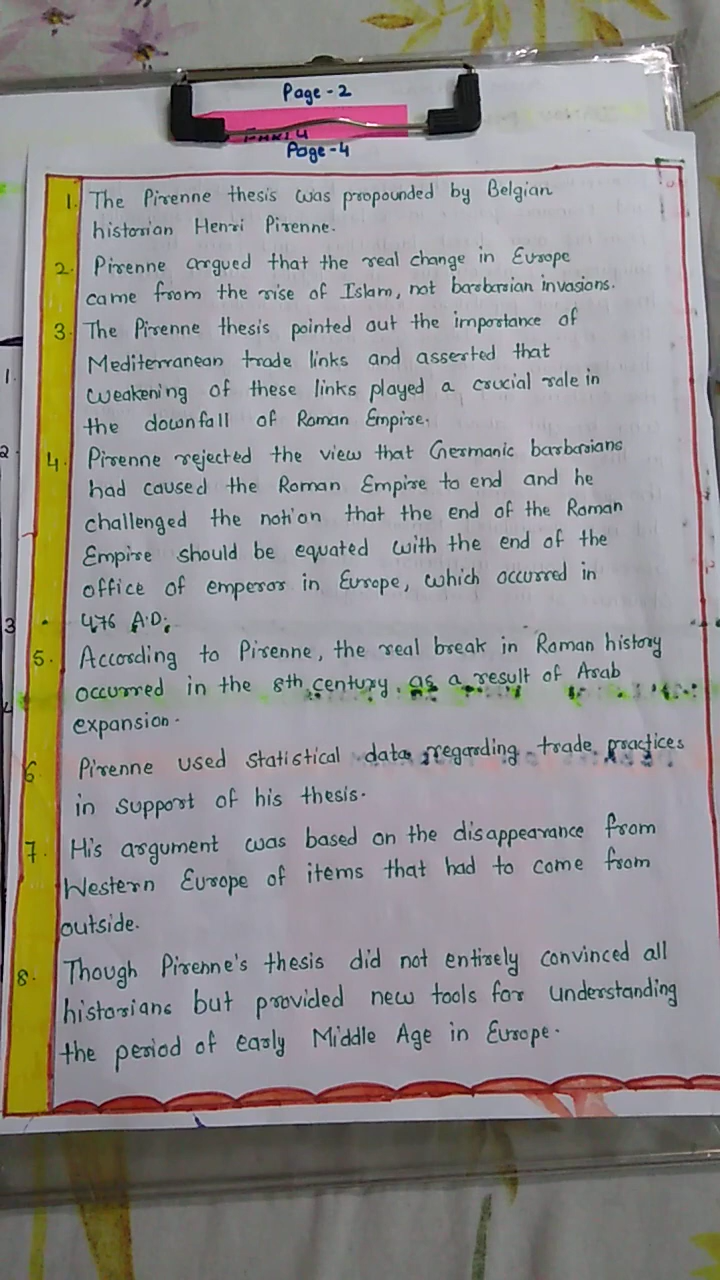 Page-2
Page-4
1. The Pirenne thesis was propounded by Belgian
historian Henri Pirenne.
2. Pirenne argued that the real change in Europe
came from the rise of Islam, not barbarian invasions.
3. The Pirenne thesis pointed out the importance of
Mediterranean trade links and asserted that
weakening of these links played a crucial role in
the downfall of Roman Empire.
4. Pirenne rejected the view that Germanic barbarians
had caused the Roman Empire to end and he
challenged the notion that the end of the Roman
Empire should be equated with the end of the
office of emperor in Europe, which occurred in
476 A.D.
5. According to Pirenne, the real break in Roman history
occurred in the 8th century as a result of Arab
expansion.
6. Pirenne used statistical data regarding trade practices
in support of his thesis.
7. His argument was based on the disappearance from
Western Europe of items that had to come from
outside.
8. Though Pirenne's thesis did not entirely convinced all
historians but provided new tools for understanding
the period of early Middle Age in Europe.
1.
2
3